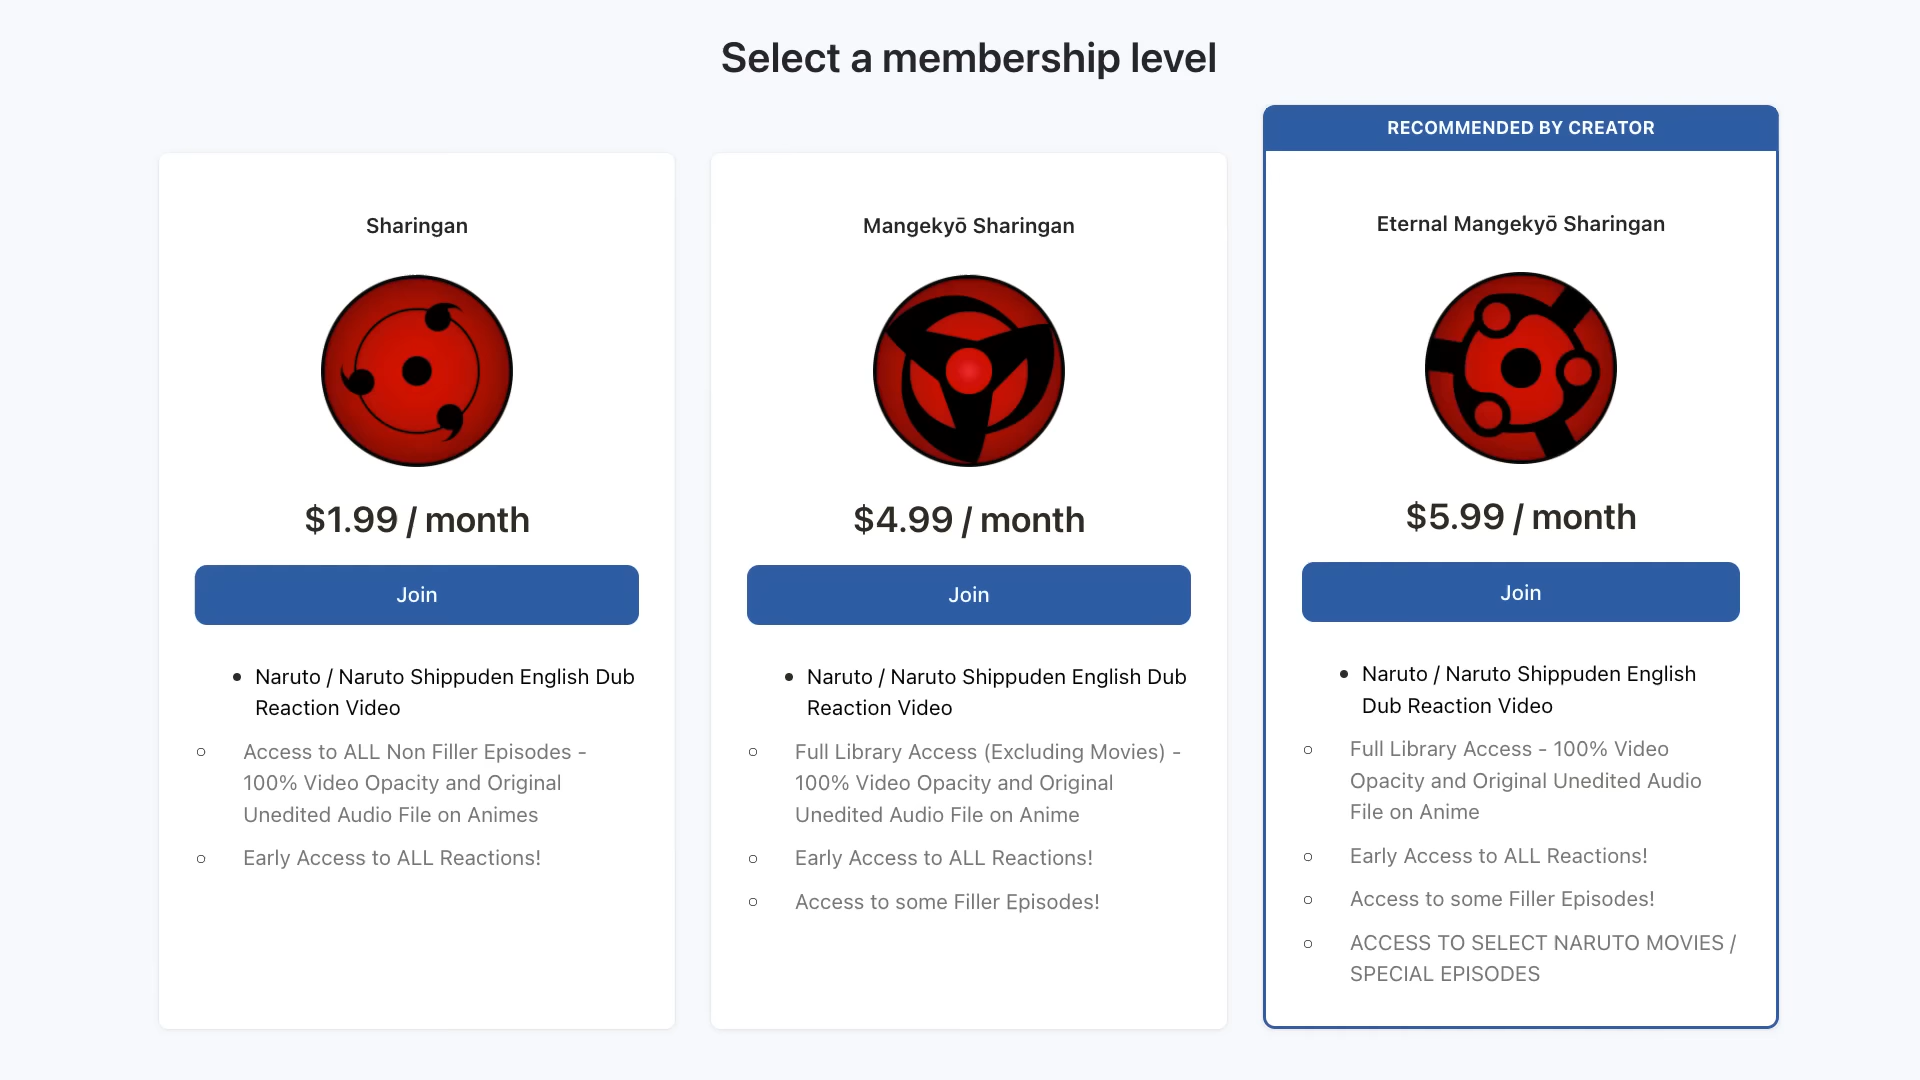 Select a membership level
Sharingan
$1.99 / month
Join
Naruto / Naruto Shippuden English Dub
Reaction Video
Access to ALL Non Filler Episodes -
100% Video Opacity and Original
Unedited Audio File on Animes
Early Access to ALL Reactions!
Mangekyō Sharingan
$4.99 / month
Join
Naruto / Naruto Shippuden English Dub
Reaction Video
Full Library Access (Excluding Movies) -
100% Video Opacity and Original
Unedited Audio File on Anime
Early Access to ALL Reactions!
Access to some Filler Episodes!
RECOMMENDED BY CREATOR
Eternal Mangekyō Sharingan
$5.99 / month
Join
Naruto / Naruto Shippuden English
Dub Reaction Video
Full Library Access - 100% Video
Opacity and Original Unedited Audio
File on Anime
Early Access to ALL Reactions!
Access to some Filler Episodes!
ACCESS TO SELECT NARUTO MOVIES /
SPECIAL EPISODES